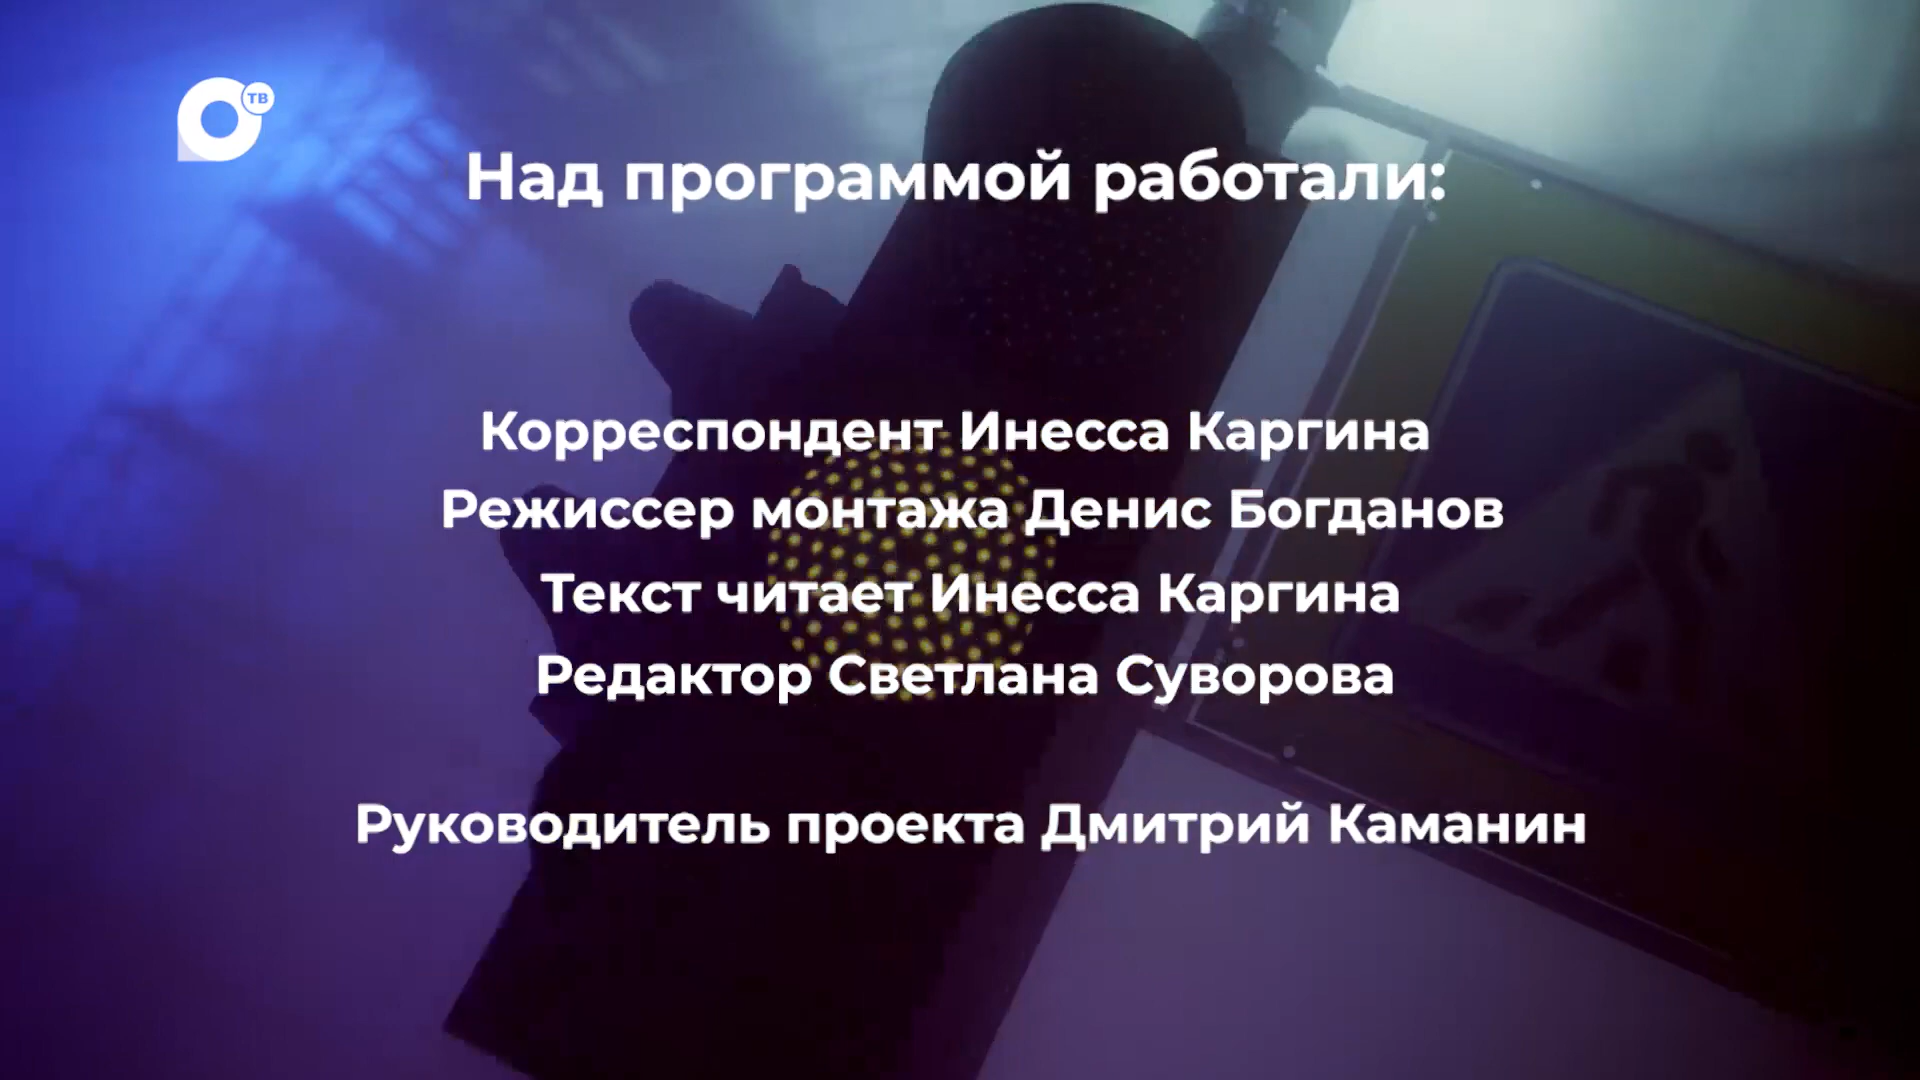 ТВ
Над программой работали:
Корреспондент Инесса Каргина
Режиссер монтажа Денис Богданов
Текст читает Инесса Каргина
Редактор Светлана Суворова
Руководитель проекта Дмитрий Каманин